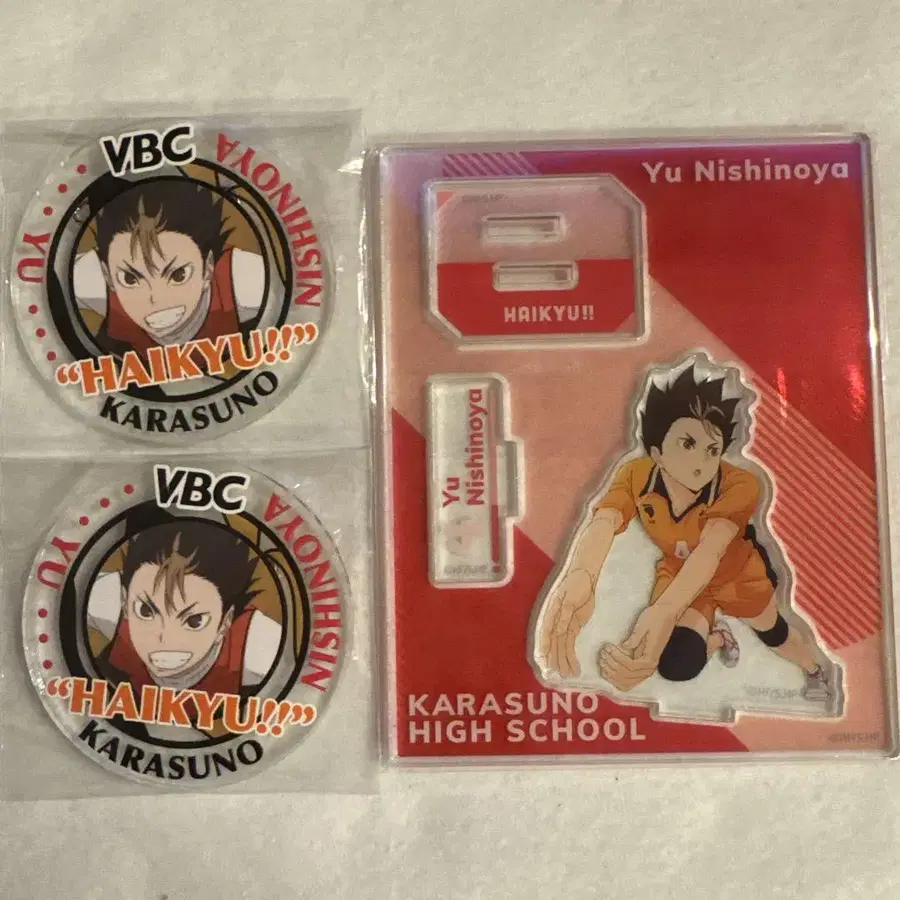 VBC
YU
NISHINOYA
“HAIKYU!!”
KARASUNO
VBC
YU
NISHINOYA
“HAIKYU!!”
KARASUNO
Yu Nishinoya
HAIKYU!!
Yu
Nishinoya
KARASUNO
HIGH SCHOOL